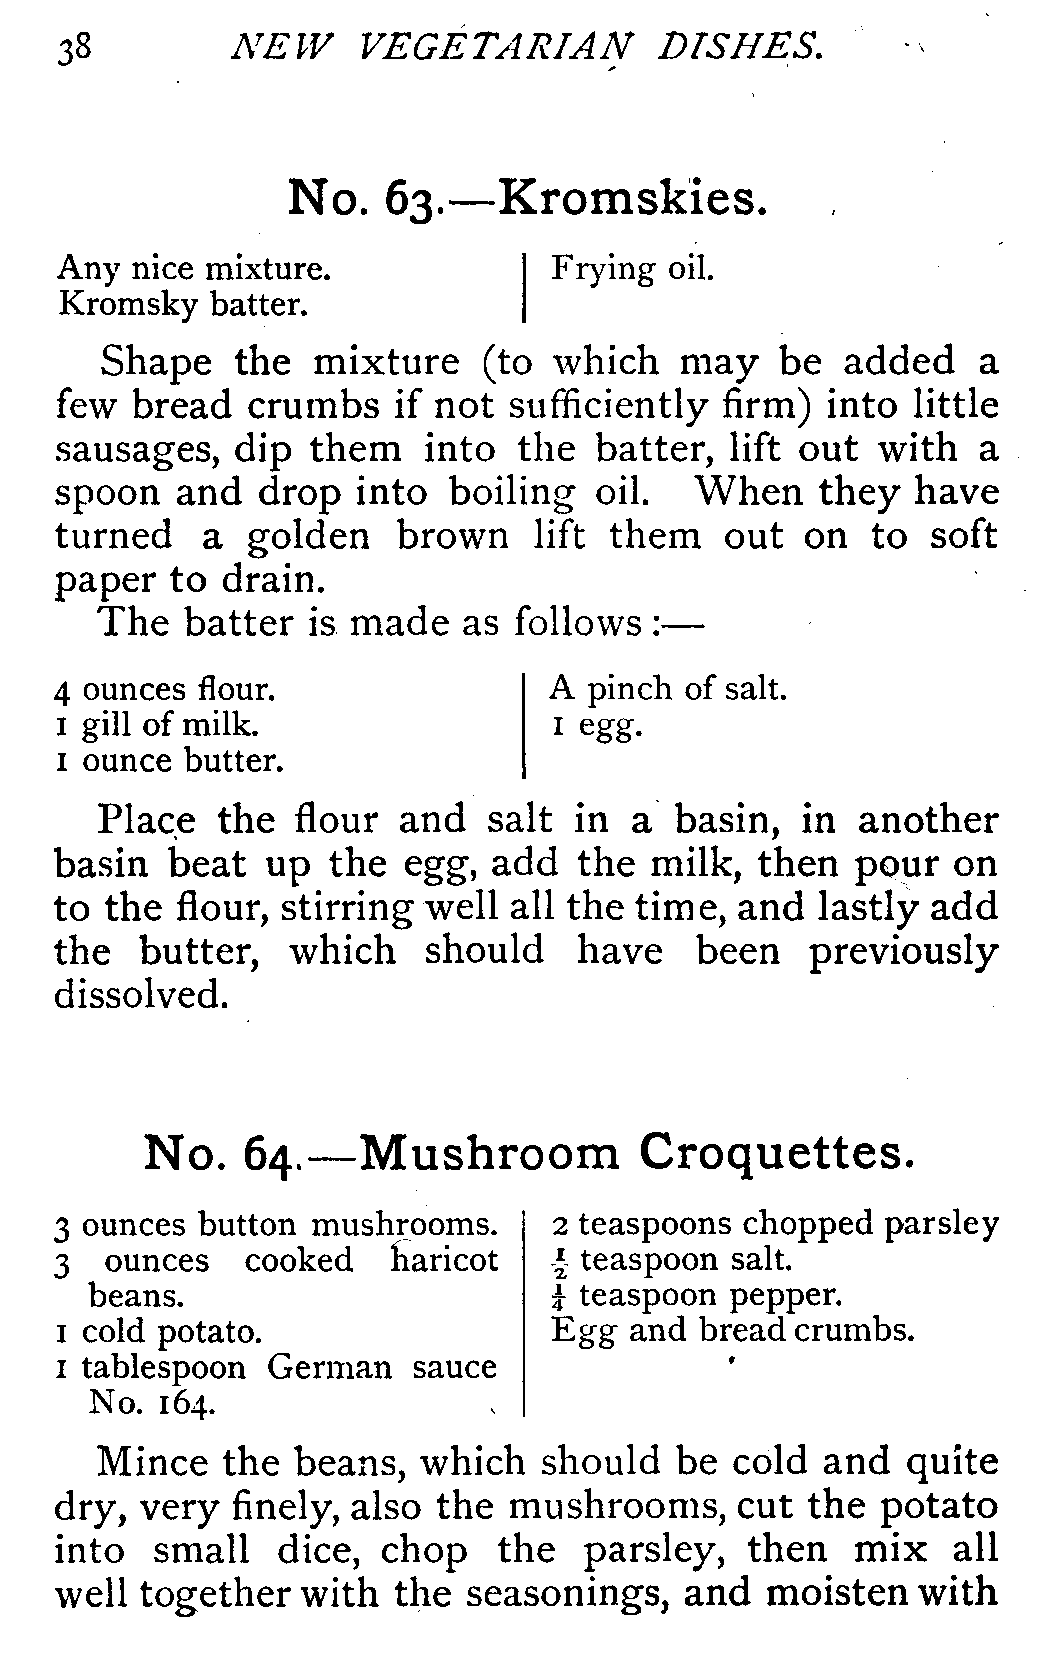 38 NEW VEGETARIAN DISHES.
No. 63.—Kromskies.
Any nice mixture.
Kromsky batter.
Frying oil.
Shape the mixture (to which may be added a
few bread crumbs if not sufficiently firm) into little
sausages, dip them into the batter, lift out with a
spoon and drop into boiling oil. When they have
turned a golden brown lift them out on to soft
paper to drain.
The batter is made as follows :—
4 ounces flour.
1 gill of milk.
1 ounce butter.
A pinch of salt.
1 egg.
Place the flour and salt in a basin, in another
basin beat up the egg, add the milk, then pour on
to the flour, stirring well all the time, and lastly add
the butter, which should have been previously
dissolved.
No. 64.—Mushroom Croquettes.
3 ounces button mushrooms.
3 ounces cooked haricot
beans.
1 cold potato.
1 tablespoon German sauce
No. 164.
2 teaspoons chopped parsley
½ teaspoon salt.
¼ teaspoon pepper.
Egg and bread crumbs.
Mince the beans, which should be cold and quite
dry, very finely, also the mushrooms, cut the potato
into small dice, chop the parsley, then mix all
well together with the seasonings, and moisten with